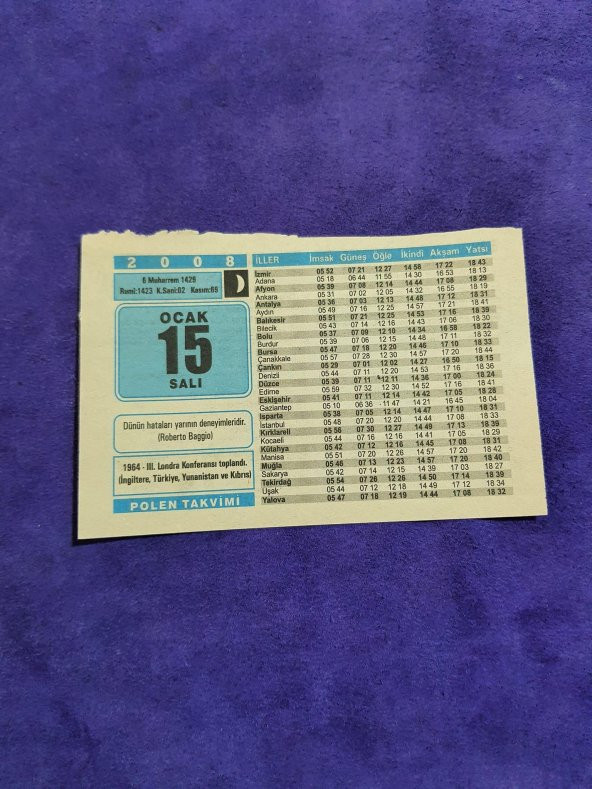 2 0 0 8
6 Muharrem 1429
Rumi:1423 K.Sani:02 Kasım:69
OCAK
15
SALI
Dünün hataları yarının deneyimleridir.
(Roberto Baggio)
1964 - III. Londra Konferansı toplandı.
(İngiltere, Türkiye, Yunanistan ve Kıbrıs)
POLEN TAKVİMİ
İLLER İmsak Güneş Öğle İkindi Akşam Yatsı
İzmir 05 52 07 21 12 27 14 58 17 22 18 43
Adana 05 18 06 44 11 55 14 30 16 53 18 13
Afyon 05 39 07 08 12 14 14 44 17 08 18 29
Ankara 05 31 07 02 12 05 14 32 16 55 18 19
Antalya 05 36 07 03 12 13 14 48 17 12 18 31
Aydın 05 49 07 16 12 25 14 57 17 21 18 41
Balıkesir 05 51 07 21 12 25 14 53 17 16 18 39
Bilecik 05 43 07 14 12 16 14 43 17 06 18 30
Bolu 05 37 07 09 12 10 14 34 16 58 18 22
Burdur 05 39 07 06 12 15 14 48 17 11 18 32
Bursa 05 47 07 18 12 20 14 46 17 10 18 33
Çanakkale 05 57 07 28 12 30 14 57 17 20 18 44
Çankırı 05 29 07 01 12 02 14 27 16 50 18 15
Denizli 05 44 07 11 12 20 14 53 17 16 18 36
Düzce 05 39 07 11 12 11 14 36 17 00 18 24
Edirne 05 59 07 32 12 30 14 52 17 16 18 41
Eskişehir 05 41 07 11 12 14 14 42 17 05 18 28
Gaziantep 05 10 06 36 11 47 14 21 16 45 18 04
Isparta 05 38 07 05 12 14 14 47 17 10 18 31
İstanbul 05 48 07 20 12 20 14 44 17 08 18 33
Kırklareli 05 56 07 30 12 27 14 49 17 13 18 39
Kocaeli 05 44 07 16 12 16 14 41 17 05 18 29
Kütahya 05 42 07 12 12 16 14 45 17 08 18 31
Manisa 05 51 07 20 12 26 14 57 17 20 18 42
Muğla 05 46 07 13 12 23 14 57 17 20 18 40
Sakarya 05 42 07 14 12 15 14 39 17 03 18 27
Tekirdağ 05 54 07 26 12 26 14 50 17 14 18 39
Uşak 05 44 07 12 12 18 14 49 17 12 18 34
Yalova 05 47 07 18 12 19 14 44 17 08 18 32